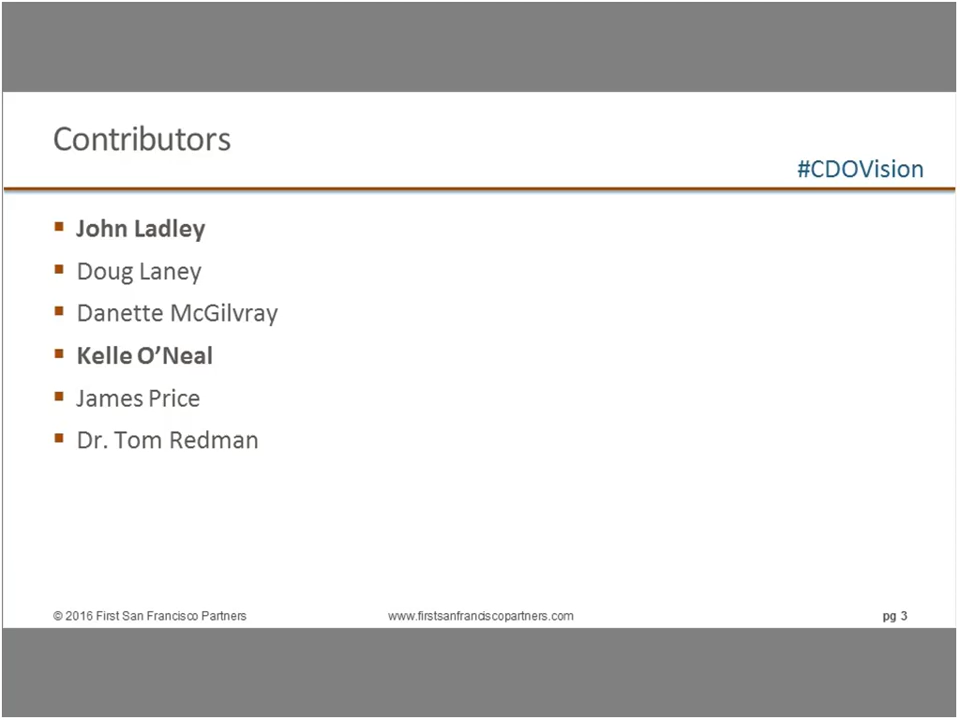 Contributors
#CDOVision
John Ladley
Doug Laney
Danette McGilvray
Kelle O’Neal
James Price
Dr. Tom Redman
© 2016 First San Francisco Partners
www.firstsanfranciscopartners.com
pg 3